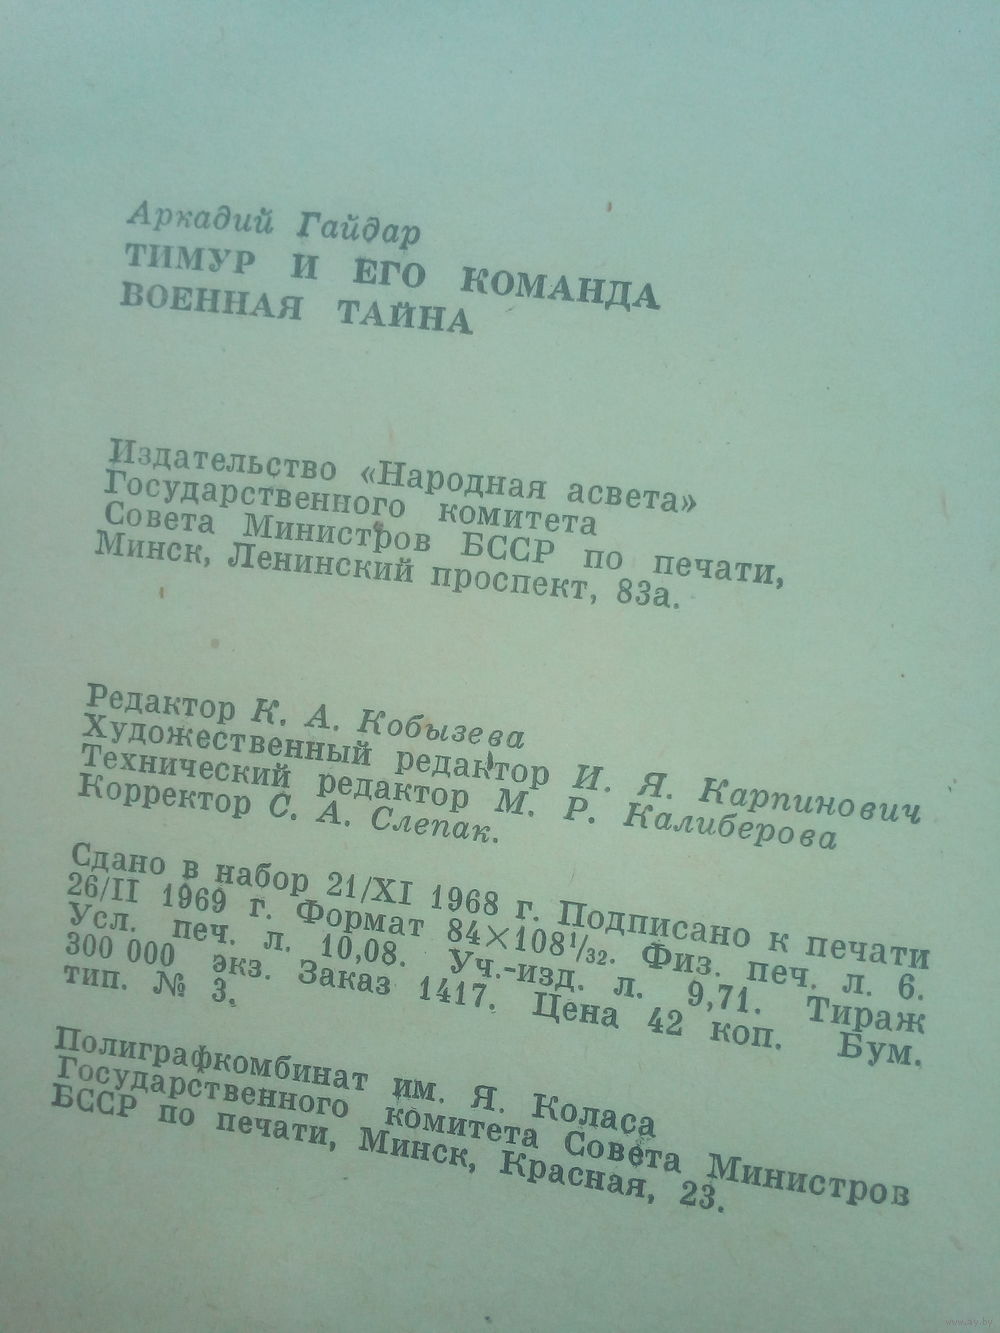 Аркадий Гайдар
ТИМУР И ЕГО КОМАНДА
ВОЕННАЯ ТАЙНА
Издательство «Народная асвета»
Государственного комитета
Совета Министров БССР по печати,
Минск, Ленинский проспект, 83а.
Редактор К. А. Кобызева
Художественный редактор И. Я. Карпинович
Технический редактор М. Р. Калиберова
Корректор С. А. Слепак.
Сдано в набор 21/XI 1968 г. Подписано к печати
26/II 1969 г. Формат 84×108¹/₃₂. Физ. печ. л. 6.
Усл. печ. л. 10,08. Уч.-изд. л. 9,71. Тираж
300 000 экз. Заказ 1417. Цена 42 коп. Бум.
тип. № 3.
Полиграфкомбинат им. Я. Коласа
Государственного комитета Совета Министров
БССР по печати, Минск, Красная, 23.
www.ay.by